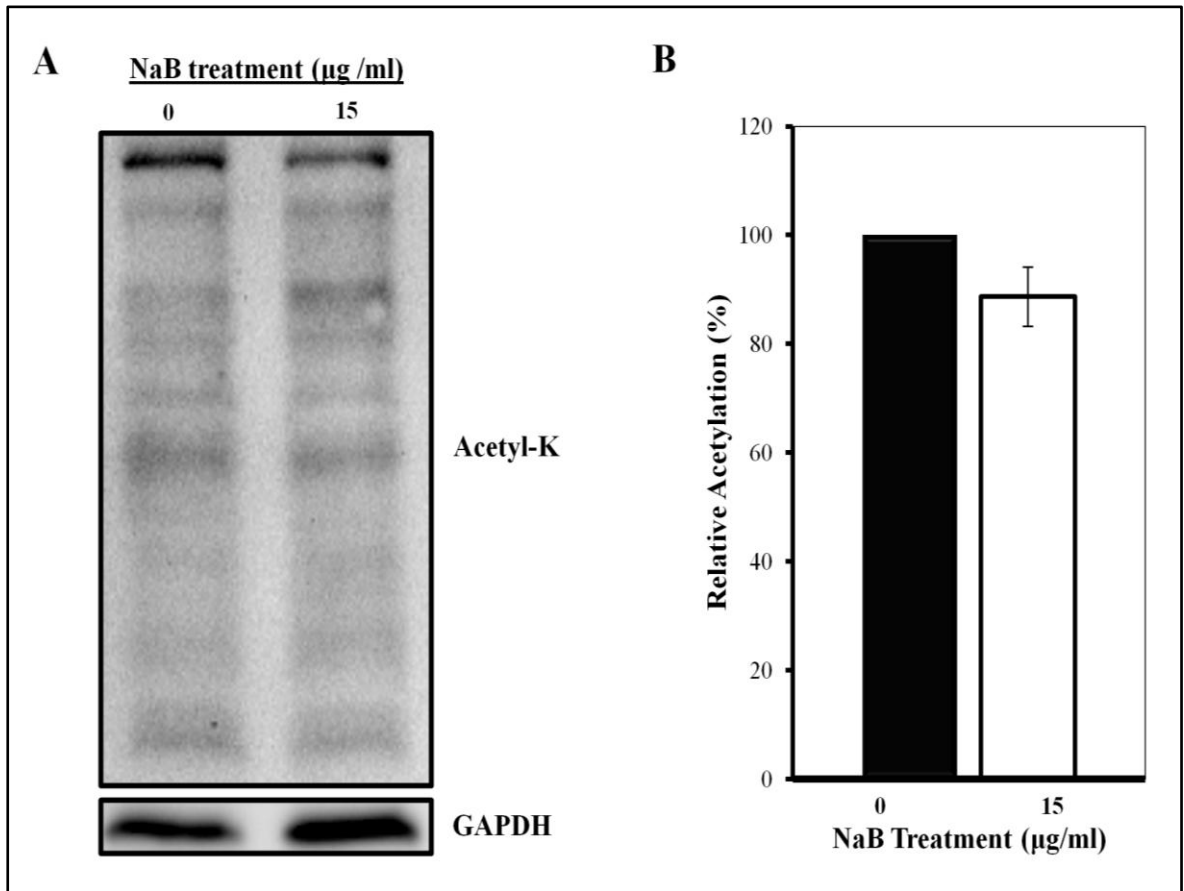 A
NaB treatment (µg /ml)
0 15
Acetyl-K
GAPDH
B
Relative Acetylation (%)
120
100
80
60
40
20
0
0 15
NaB Treatment (µg/ml)